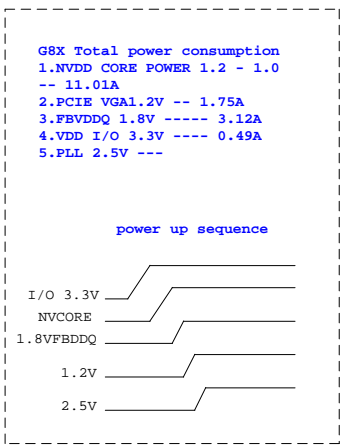 G8X Total power consumption
1.NVDD CORE POWER 1.2 - 1.0
-- 11.01A
2.PCIE VGA1.2V -- 1.75A
3.FBVDDQ 1.8V ----- 3.12A
4.VDD I/O 3.3V ---- 0.49A
5.PLL 2.5V ---
power up sequence
I/O 3.3V
NVCORE
1.8VFBDDQ
1.2V
2.5V